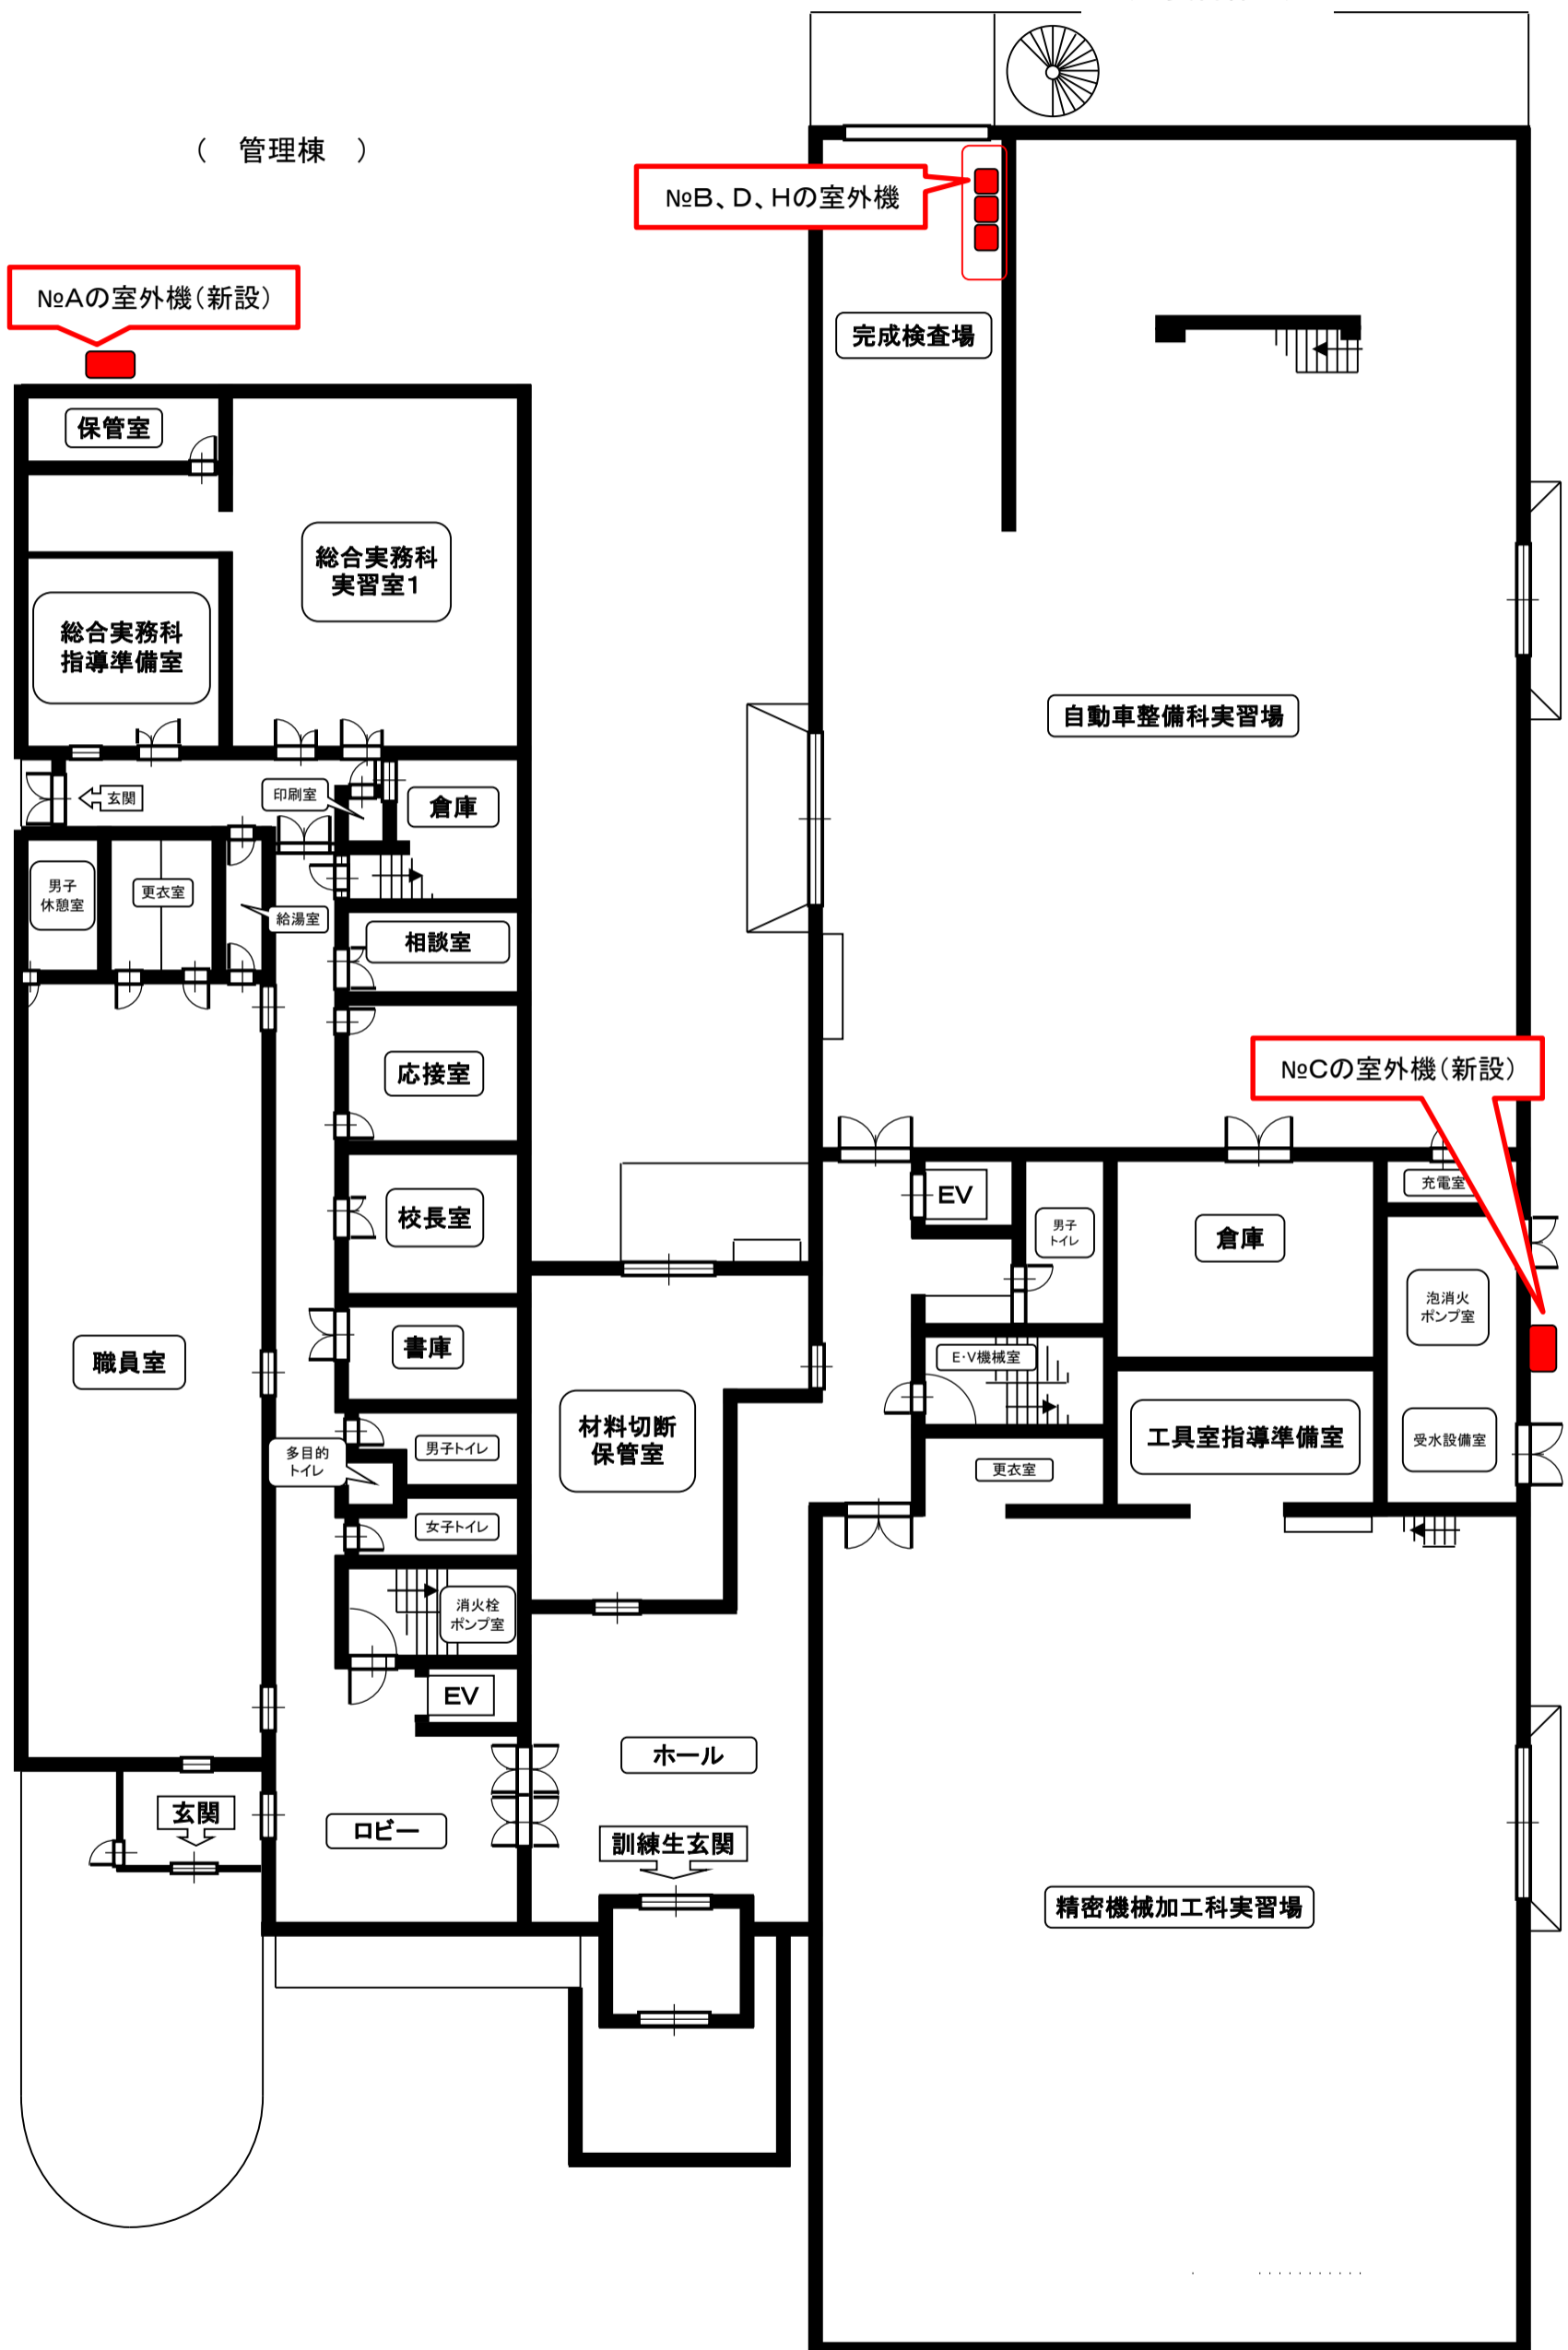 （　管理棟　）
№B、D、Hの室外機
№Aの室外機（新設）
完成検査場
保管室
総合実務科
実習室1
総合実務科
指導準備室
自動車整備科実習場
玄関
印刷室
倉庫
男子
休憩室
更衣室
給湯室
相談室
応接室
№Cの室外機（新設）
校長室
EV
男子
トイレ
倉庫
充電室
泡消火
ポンプ室
職員室
書庫
E・V機械室
材料切断
保管室
工具室指導準備室
受水設備室
多目的
トイレ
男子トイレ
更衣室
女子トイレ
消火栓
ポンプ室
EV
ホール
玄関
ロビー
訓練生玄関
精密機械加工科実習場